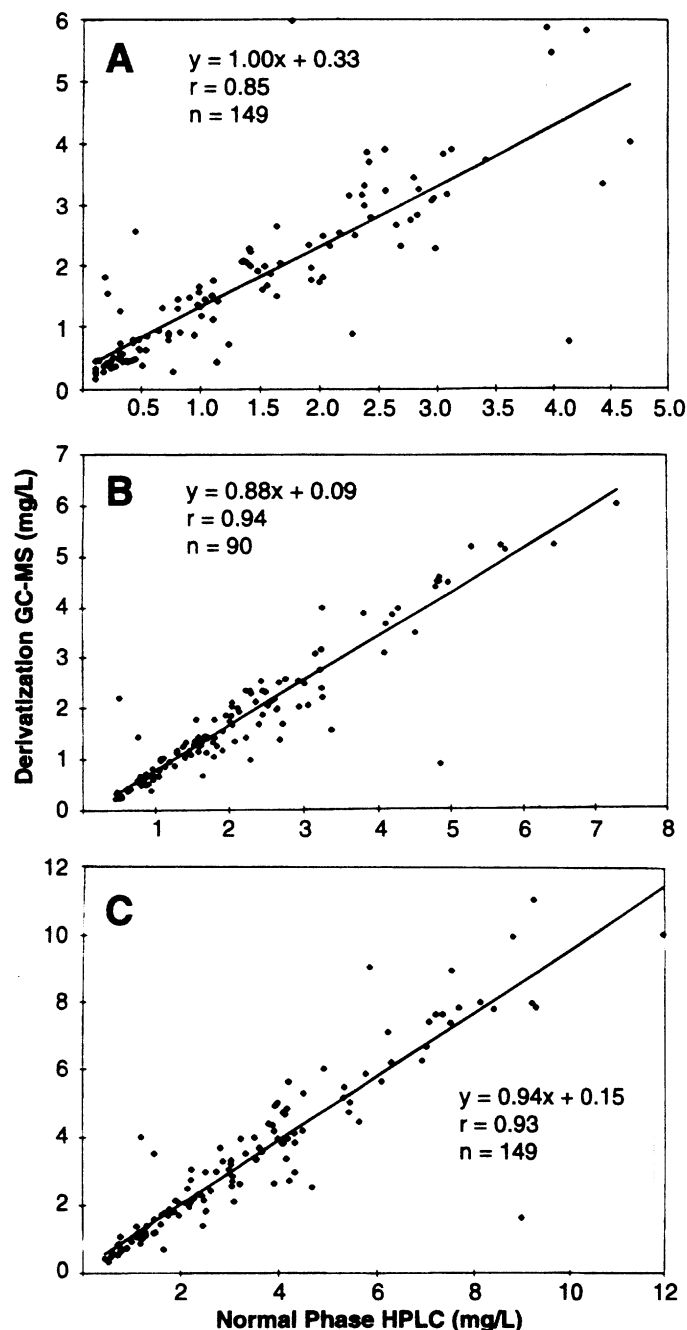 6
A
y = 1.00x + 0.33
r = 0.85
n = 149
5
4
3
2
1
0
0.5 1.0 1.5 2.0 2.5 3.0 3.5 4.0 4.5 5.0
7
B
y = 0.88x + 0.09
r = 0.94
n = 90
6
5
4
3
2
1
0
1 2 3 4 5 6 7 8
Derivatization GC-MS (mg/L)
12
C
10
8
6
y = 0.94x + 0.15
r = 0.93
n = 149
4
2
0
2 4 6 8 10 12
Normal Phase HPLC (mg/L)